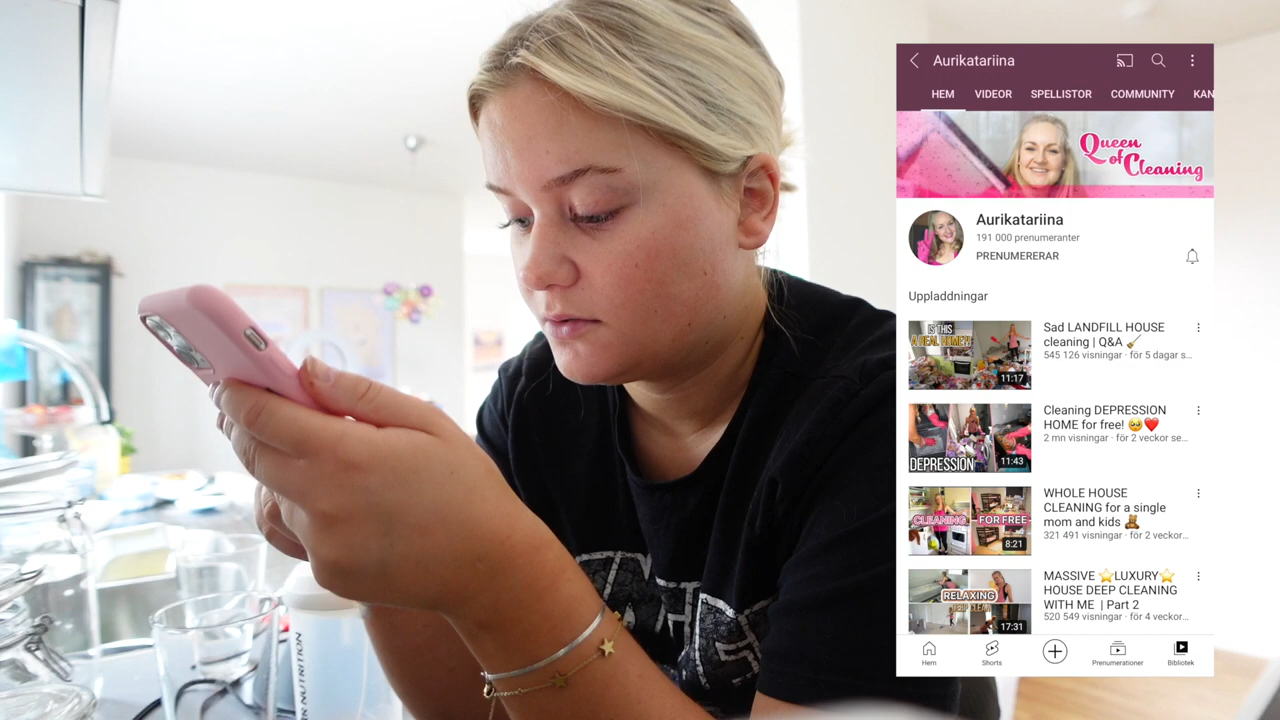 Aurikatariina
HEM VIDEOR SPELLISTOR COMMUNITY KAN
Queen
of
Cleaning
Aurikatariina
191 000 prenumeranter
PRENUMERERAR
Uppladdningar
IS THIS
A REAL HOME?!
11:17
Sad LANDFILL HOUSE
cleaning | Q&A 🧹
545 126 visningar · för 5 dagar s...
DEPRESSION
11:43
Cleaning DEPRESSION
HOME for free! 🥺❤️
2 mn visningar · för 2 veckor se...
CLEANING FOR FREE
8:21
WHOLE HOUSE
CLEANING for a single
mom and kids 🧸
321 491 visningar · för 2 veckor...
RELAXING
DEEP CLEAN
17:31
MASSIVE ⭐LUXURY⭐
HOUSE DEEP CLEANING
WITH ME | Part 2
520 549 visningar · för 4 veckor...
Hem Shorts Prenumerationer Bibliotek
NUTRITION